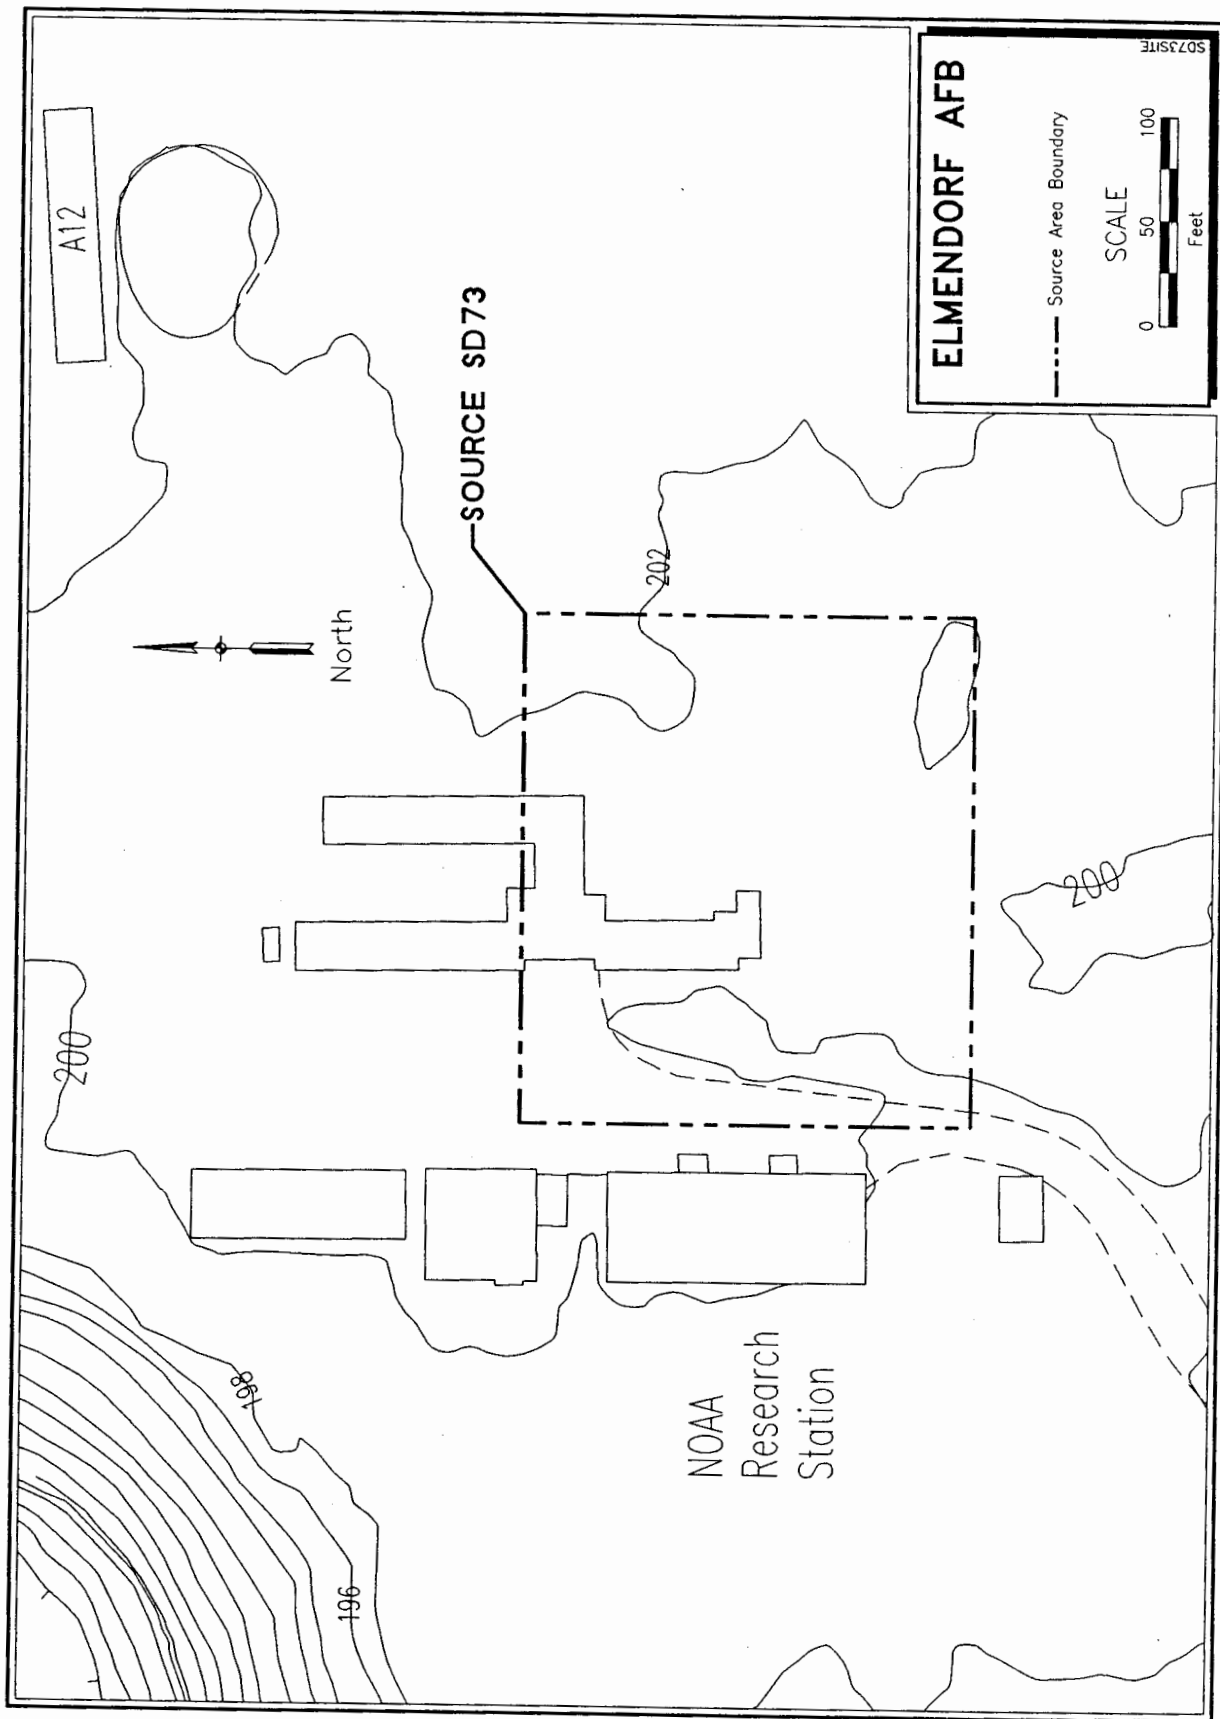 A12
SOURCE SD73
North
202
200
200
198
196
NOAA
Research
Station
ELMENDORF AFB
Source Area Boundary
SCALE
0 50 100
Feet
SD73SITE